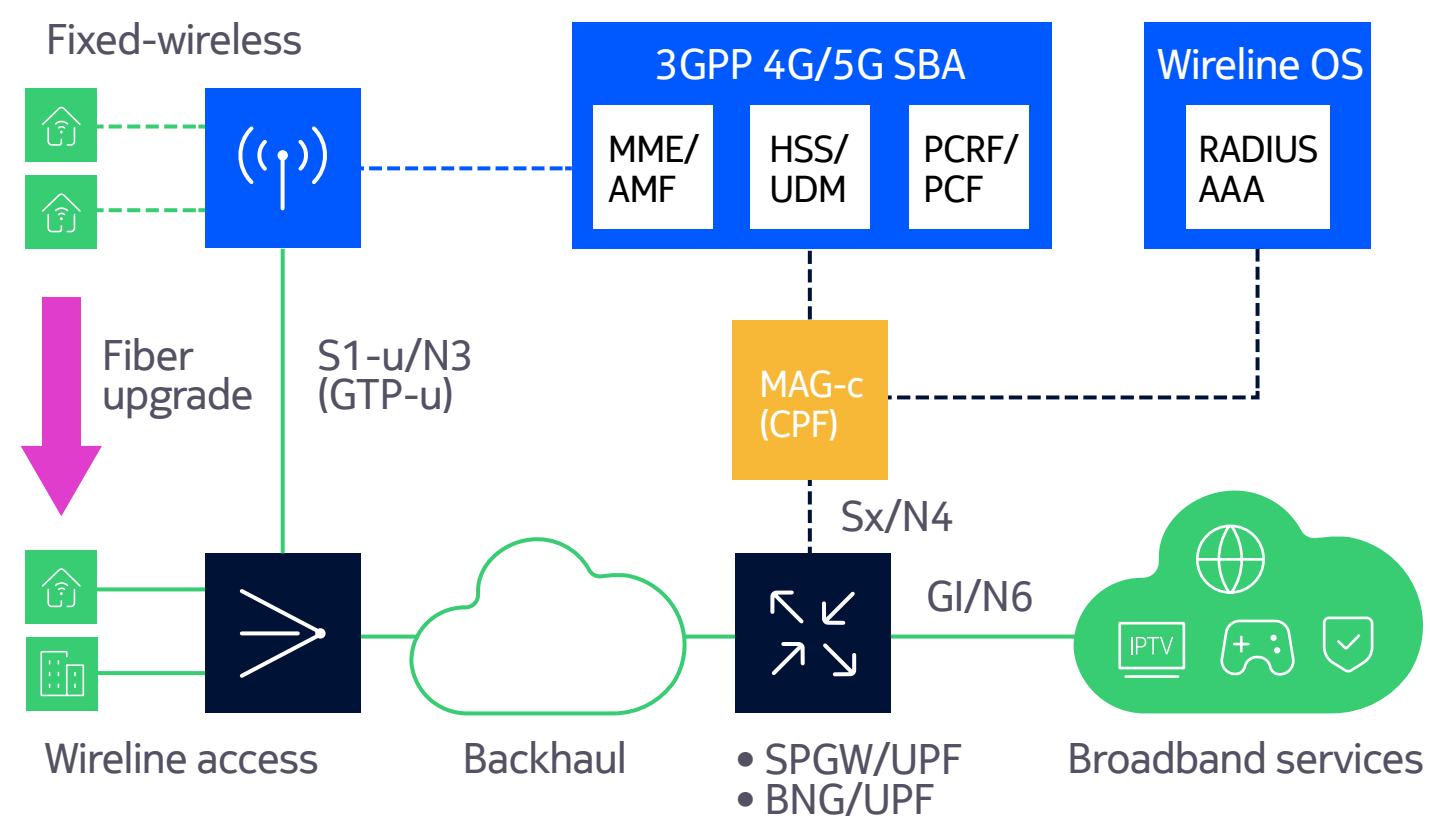 Fixed-wireless
3GPP 4G/5G SBA
MME/
AMF
HSS/
UDM
PCRF/
PCF
Wireline OS
RADIUS
AAA
Fiber
upgrade
S1-u/N3
(GTP-u)
MAG-c
(CPF)
Sx/N4
GI/N6
IPTV
Wireline access
Backhaul
• SPGW/UPF
• BNG/UPF
Broadband services